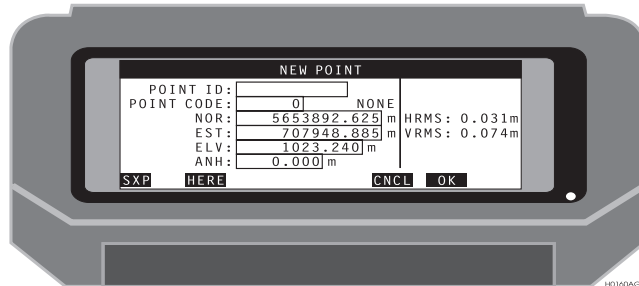 NEW POINT
POINT ID:
POINT CODE: 0 NONE
NOR: 5653892.625 m HRMS: 0.031m
EST: 707948.885 m VRMS: 0.074m
ELV: 1023.240 m
ANH: 0.000 m
SXP HERE CNCL OK
H0160AG